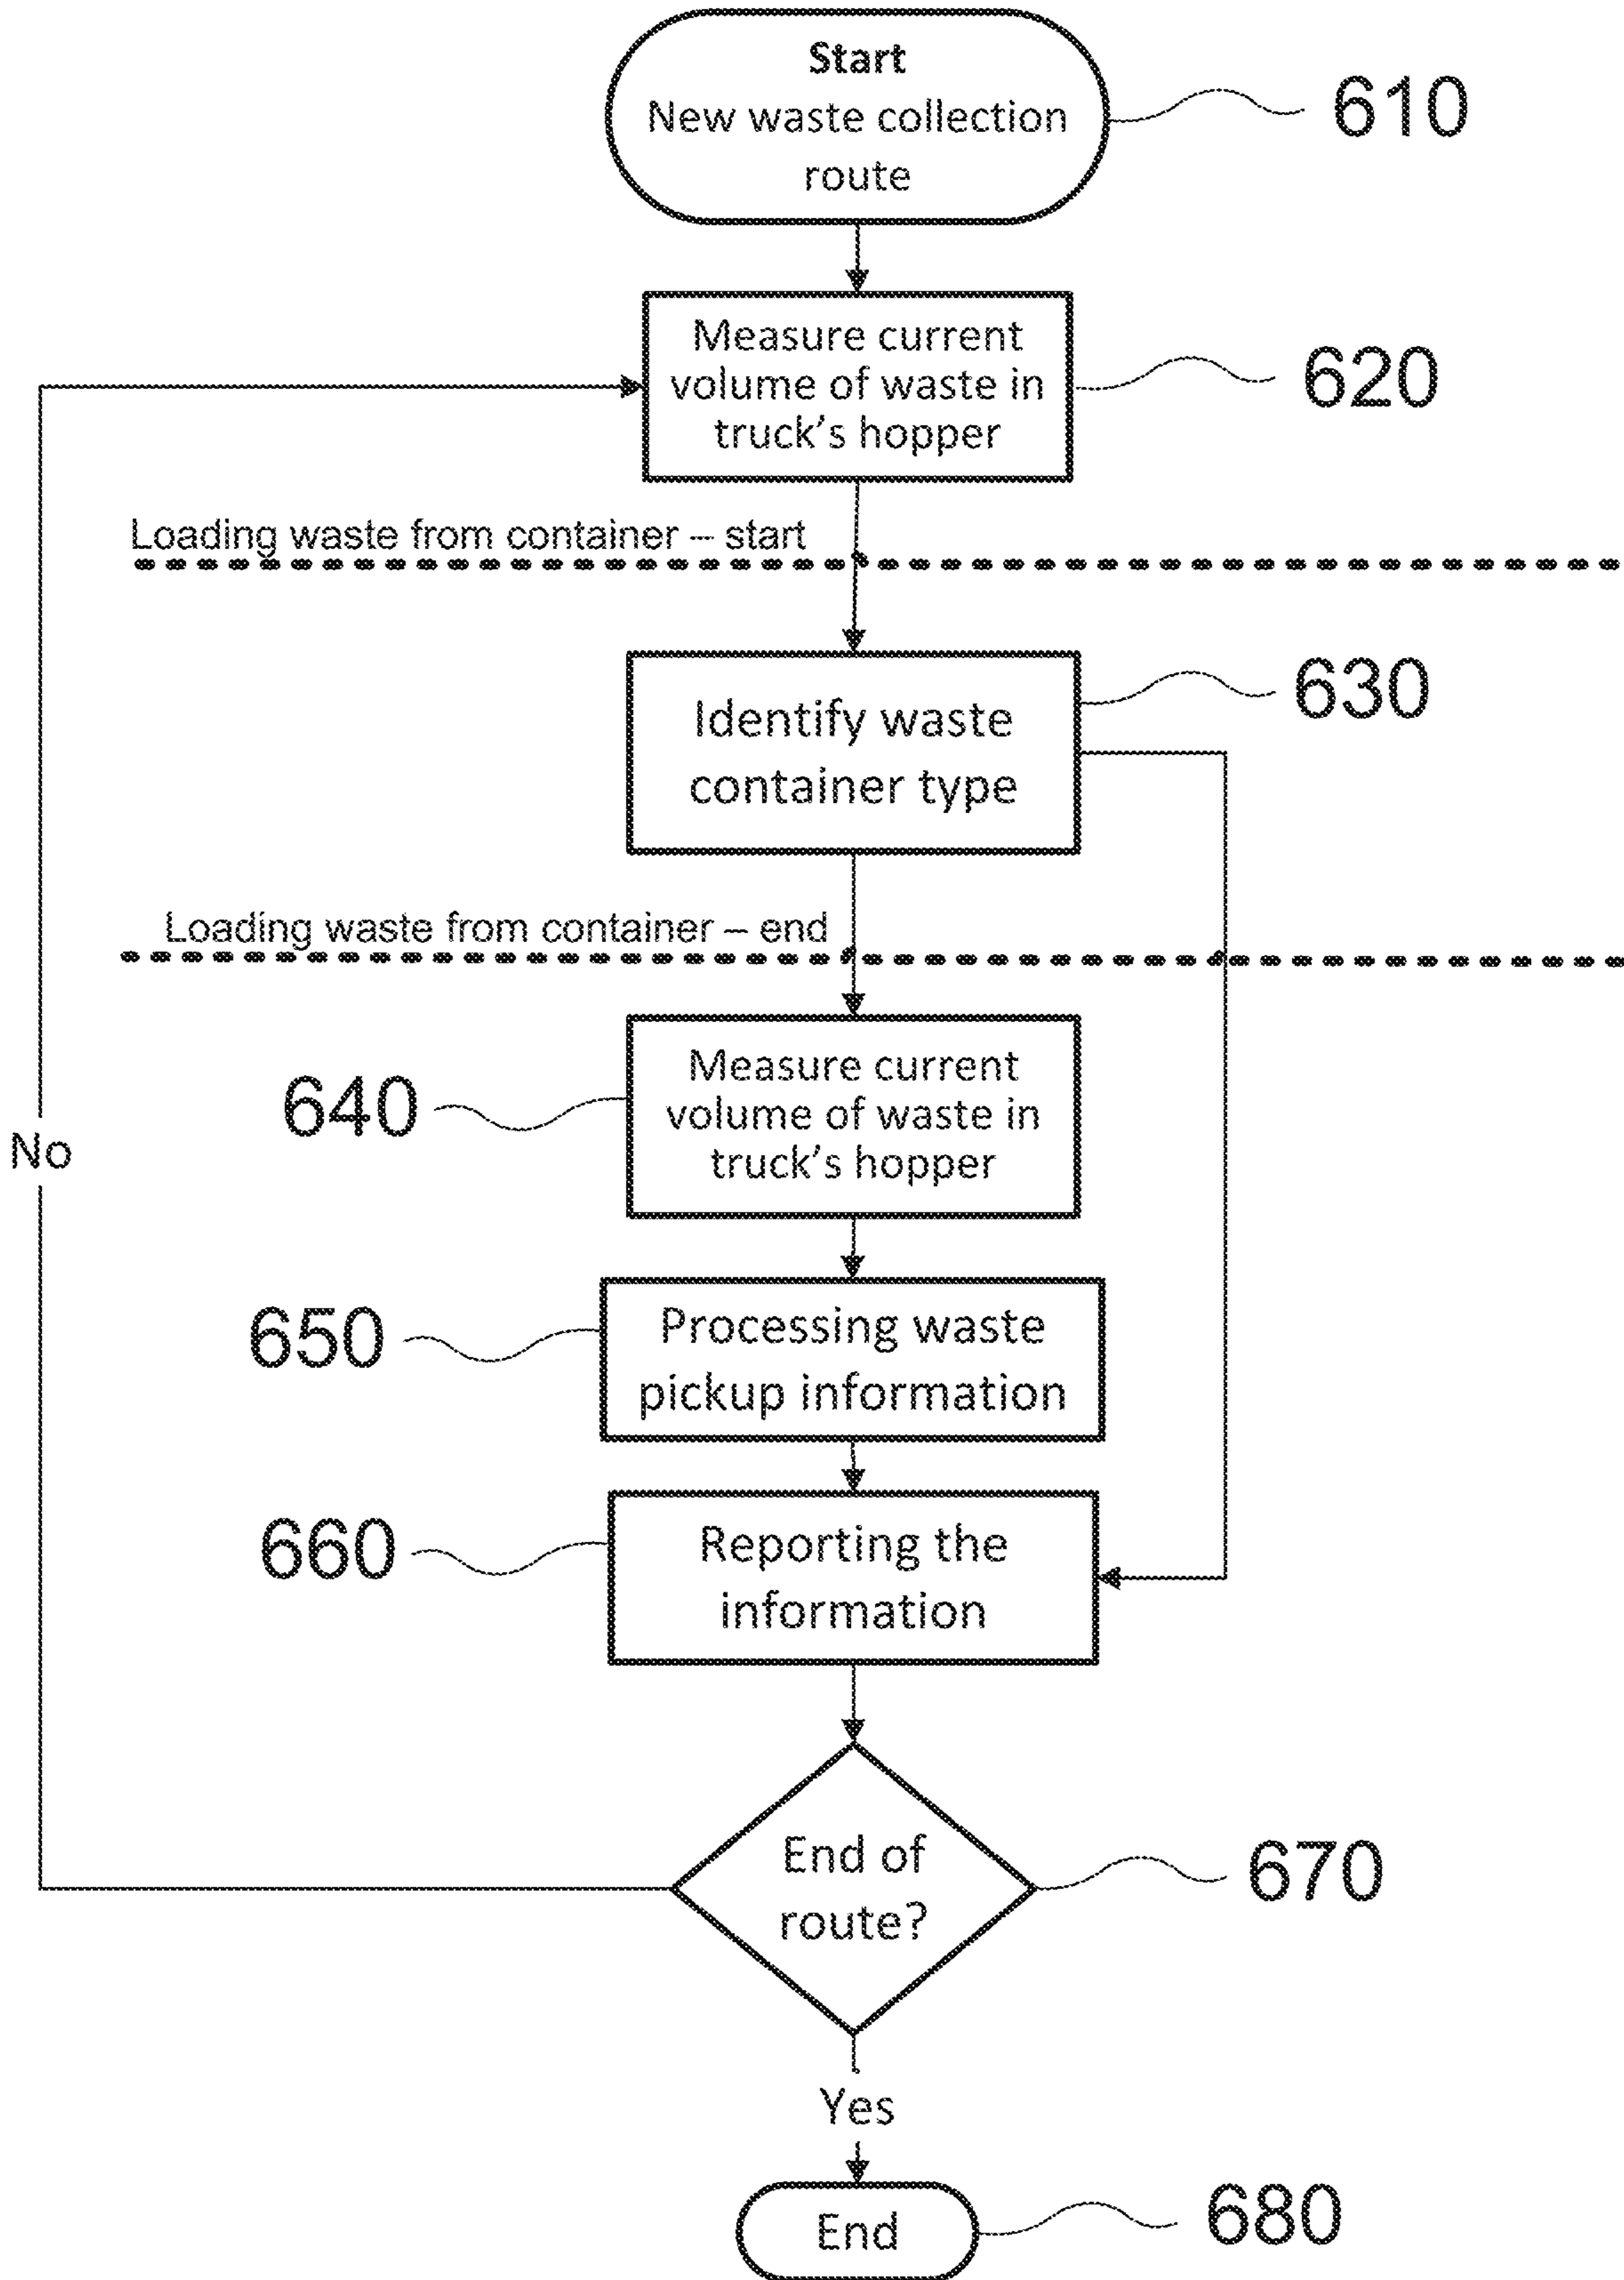 Start
New waste collection
route
610
Measure current
volume of waste in
truck's hopper
620
Loading waste from container – start
Identify waste
container type
630
Loading waste from container – end
Measure current
volume of waste in
truck's hopper
640
No
Processing waste
pickup information
650
Reporting the
information
660
End of
route?
670
Yes
End
680